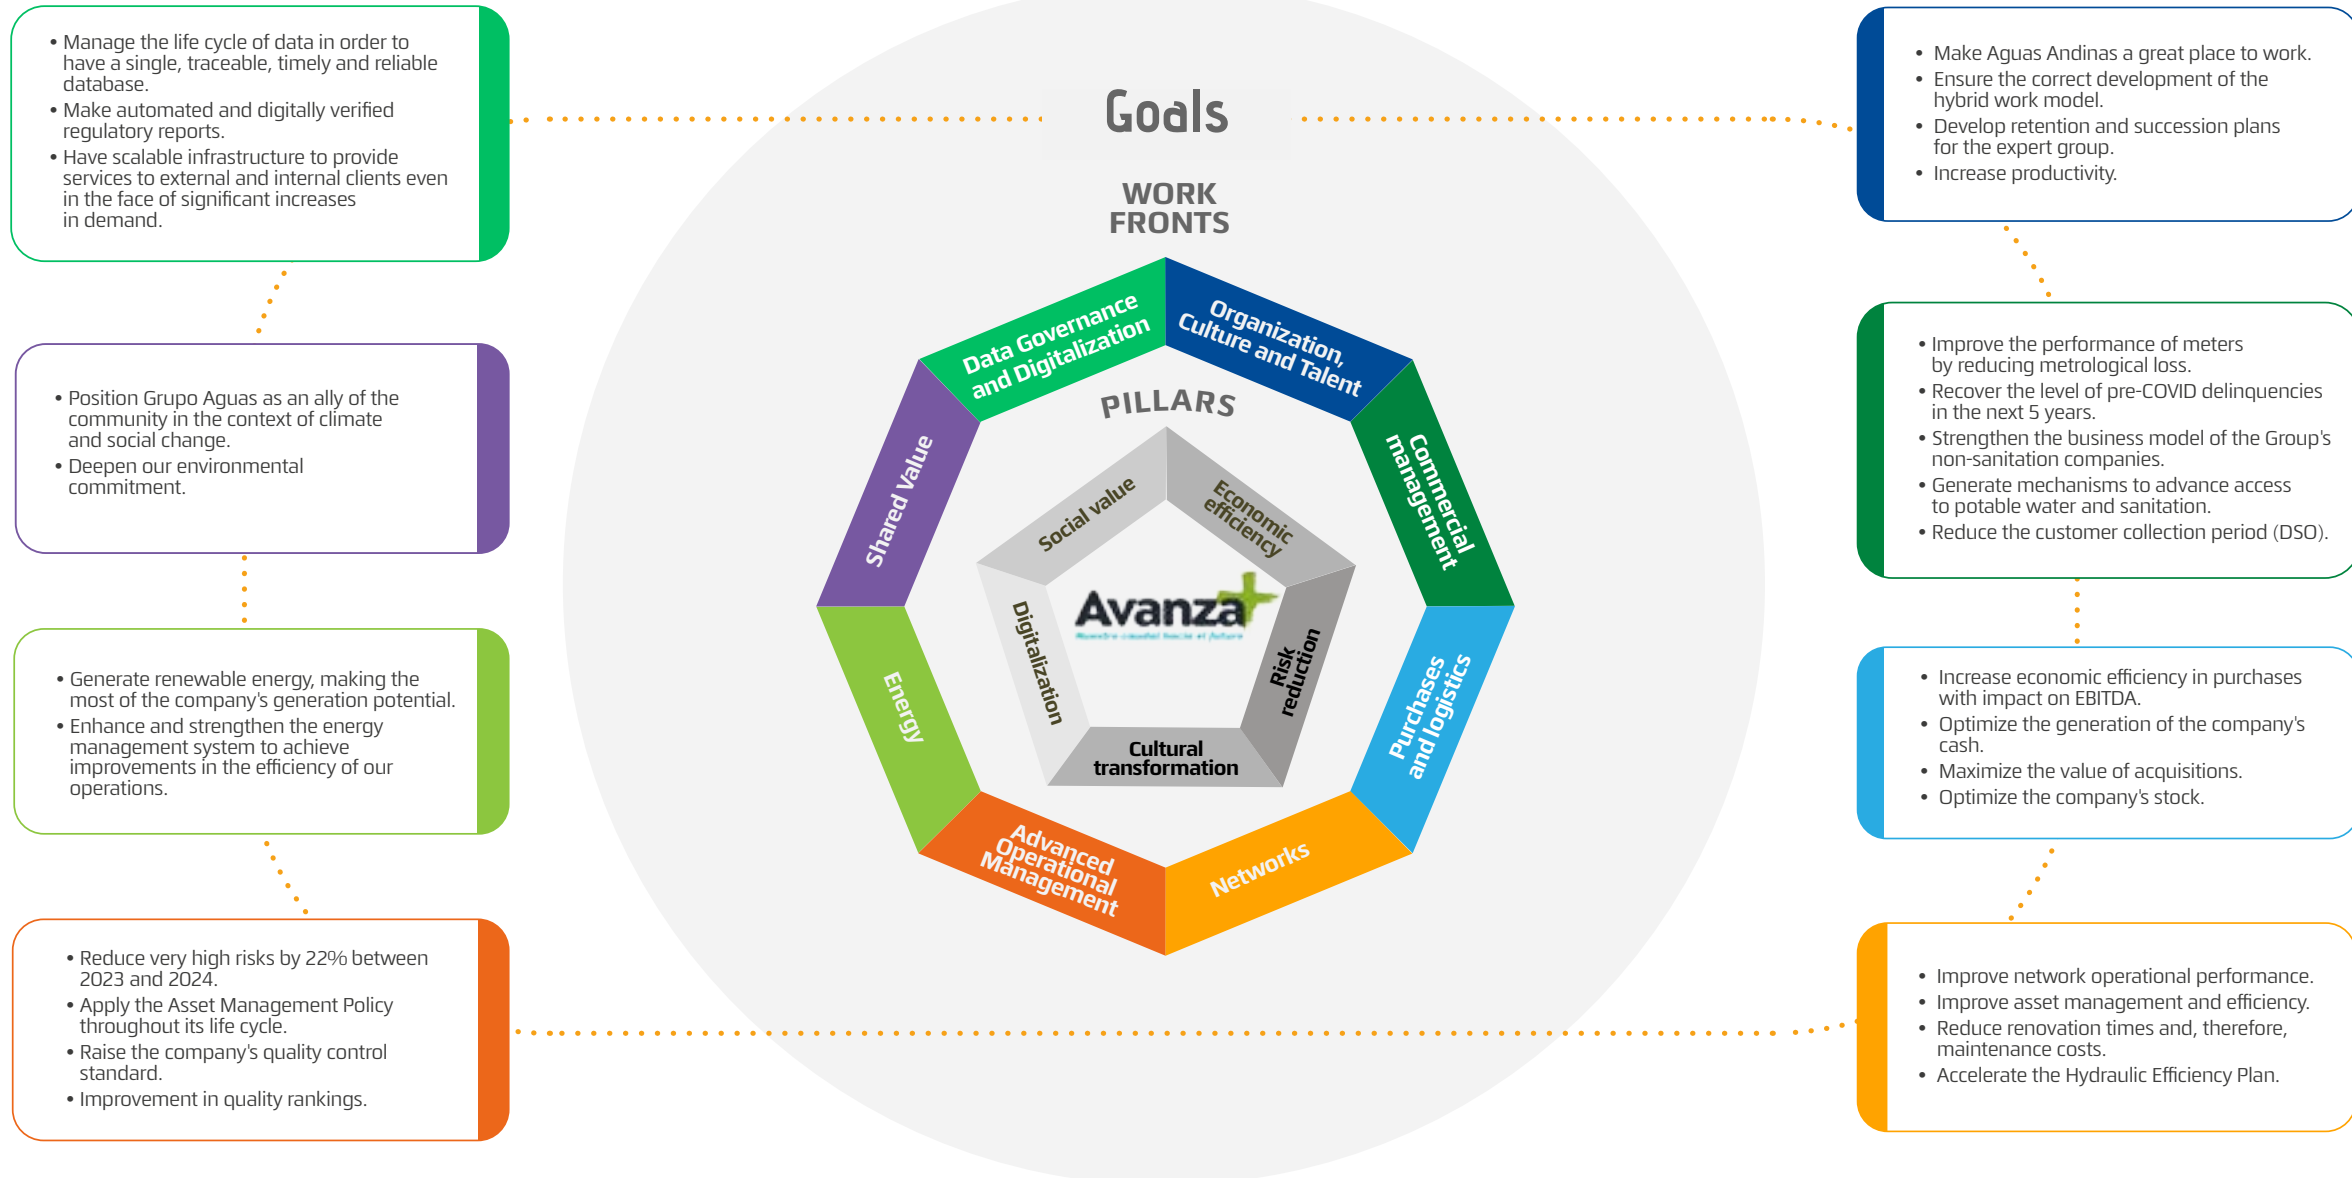 • Manage the life cycle of data in order to
have a single, traceable, timely and reliable
database.
• Make automated and digitally verified
regulatory reports.
• Have scalable infrastructure to provide
services to external and internal clients even
in the face of significant increases
in demand.
• Position Grupo Aguas as an ally of the
community in the context of climate
and social change.
• Deepen our environmental
commitment.
• Generate renewable energy, making the
most of the company's generation potential.
• Enhance and strengthen the energy
management system to achieve
improvements in the efficiency of our
operations.
• Reduce very high risks by 22% between
2023 and 2024.
• Apply the Asset Management Policy
throughout its life cycle.
• Raise the company's quality control
standard.
• Improvement in quality rankings.
Goals
WORK
FRONTS
Data Governance
and Digitalization
Organization,
Culture and Talent
Commercial
management
Purchases
and logistics
Networks
Advanced
Operational
Management
Energy
Shared Value
PILLARS
Social value
Economic
efficiency
Risk
reduction
Cultural
transformation
Digitalization
Avanza+
Nuestro caudal hacia el futuro
• Make Aguas Andinas a great place to work.
• Ensure the correct development of the
hybrid work model.
• Develop retention and succession plans
for the expert group.
• Increase productivity.
• Improve the performance of meters
by reducing metrological loss.
• Recover the level of pre-COVID delinquencies
in the next 5 years.
• Strengthen the business model of the Group's
non-sanitation companies.
• Generate mechanisms to advance access
to potable water and sanitation.
• Reduce the customer collection period (DSO).
• Increase economic efficiency in purchases
with impact on EBITDA.
• Optimize the generation of the company's
cash.
• Maximize the value of acquisitions.
• Optimize the company's stock.
• Improve network operational performance.
• Improve asset management and efficiency.
• Reduce renovation times and, therefore,
maintenance costs.
• Accelerate the Hydraulic Efficiency Plan.